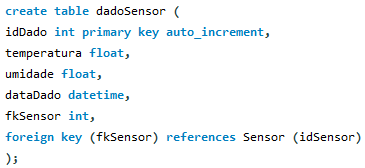 create table dadoSensor (
idDado int primary key auto_increment,
temperatura float,
umidade float,
dataDado datetime,
fkSensor int,
foreign key (fkSensor) references Sensor (idSensor)
);